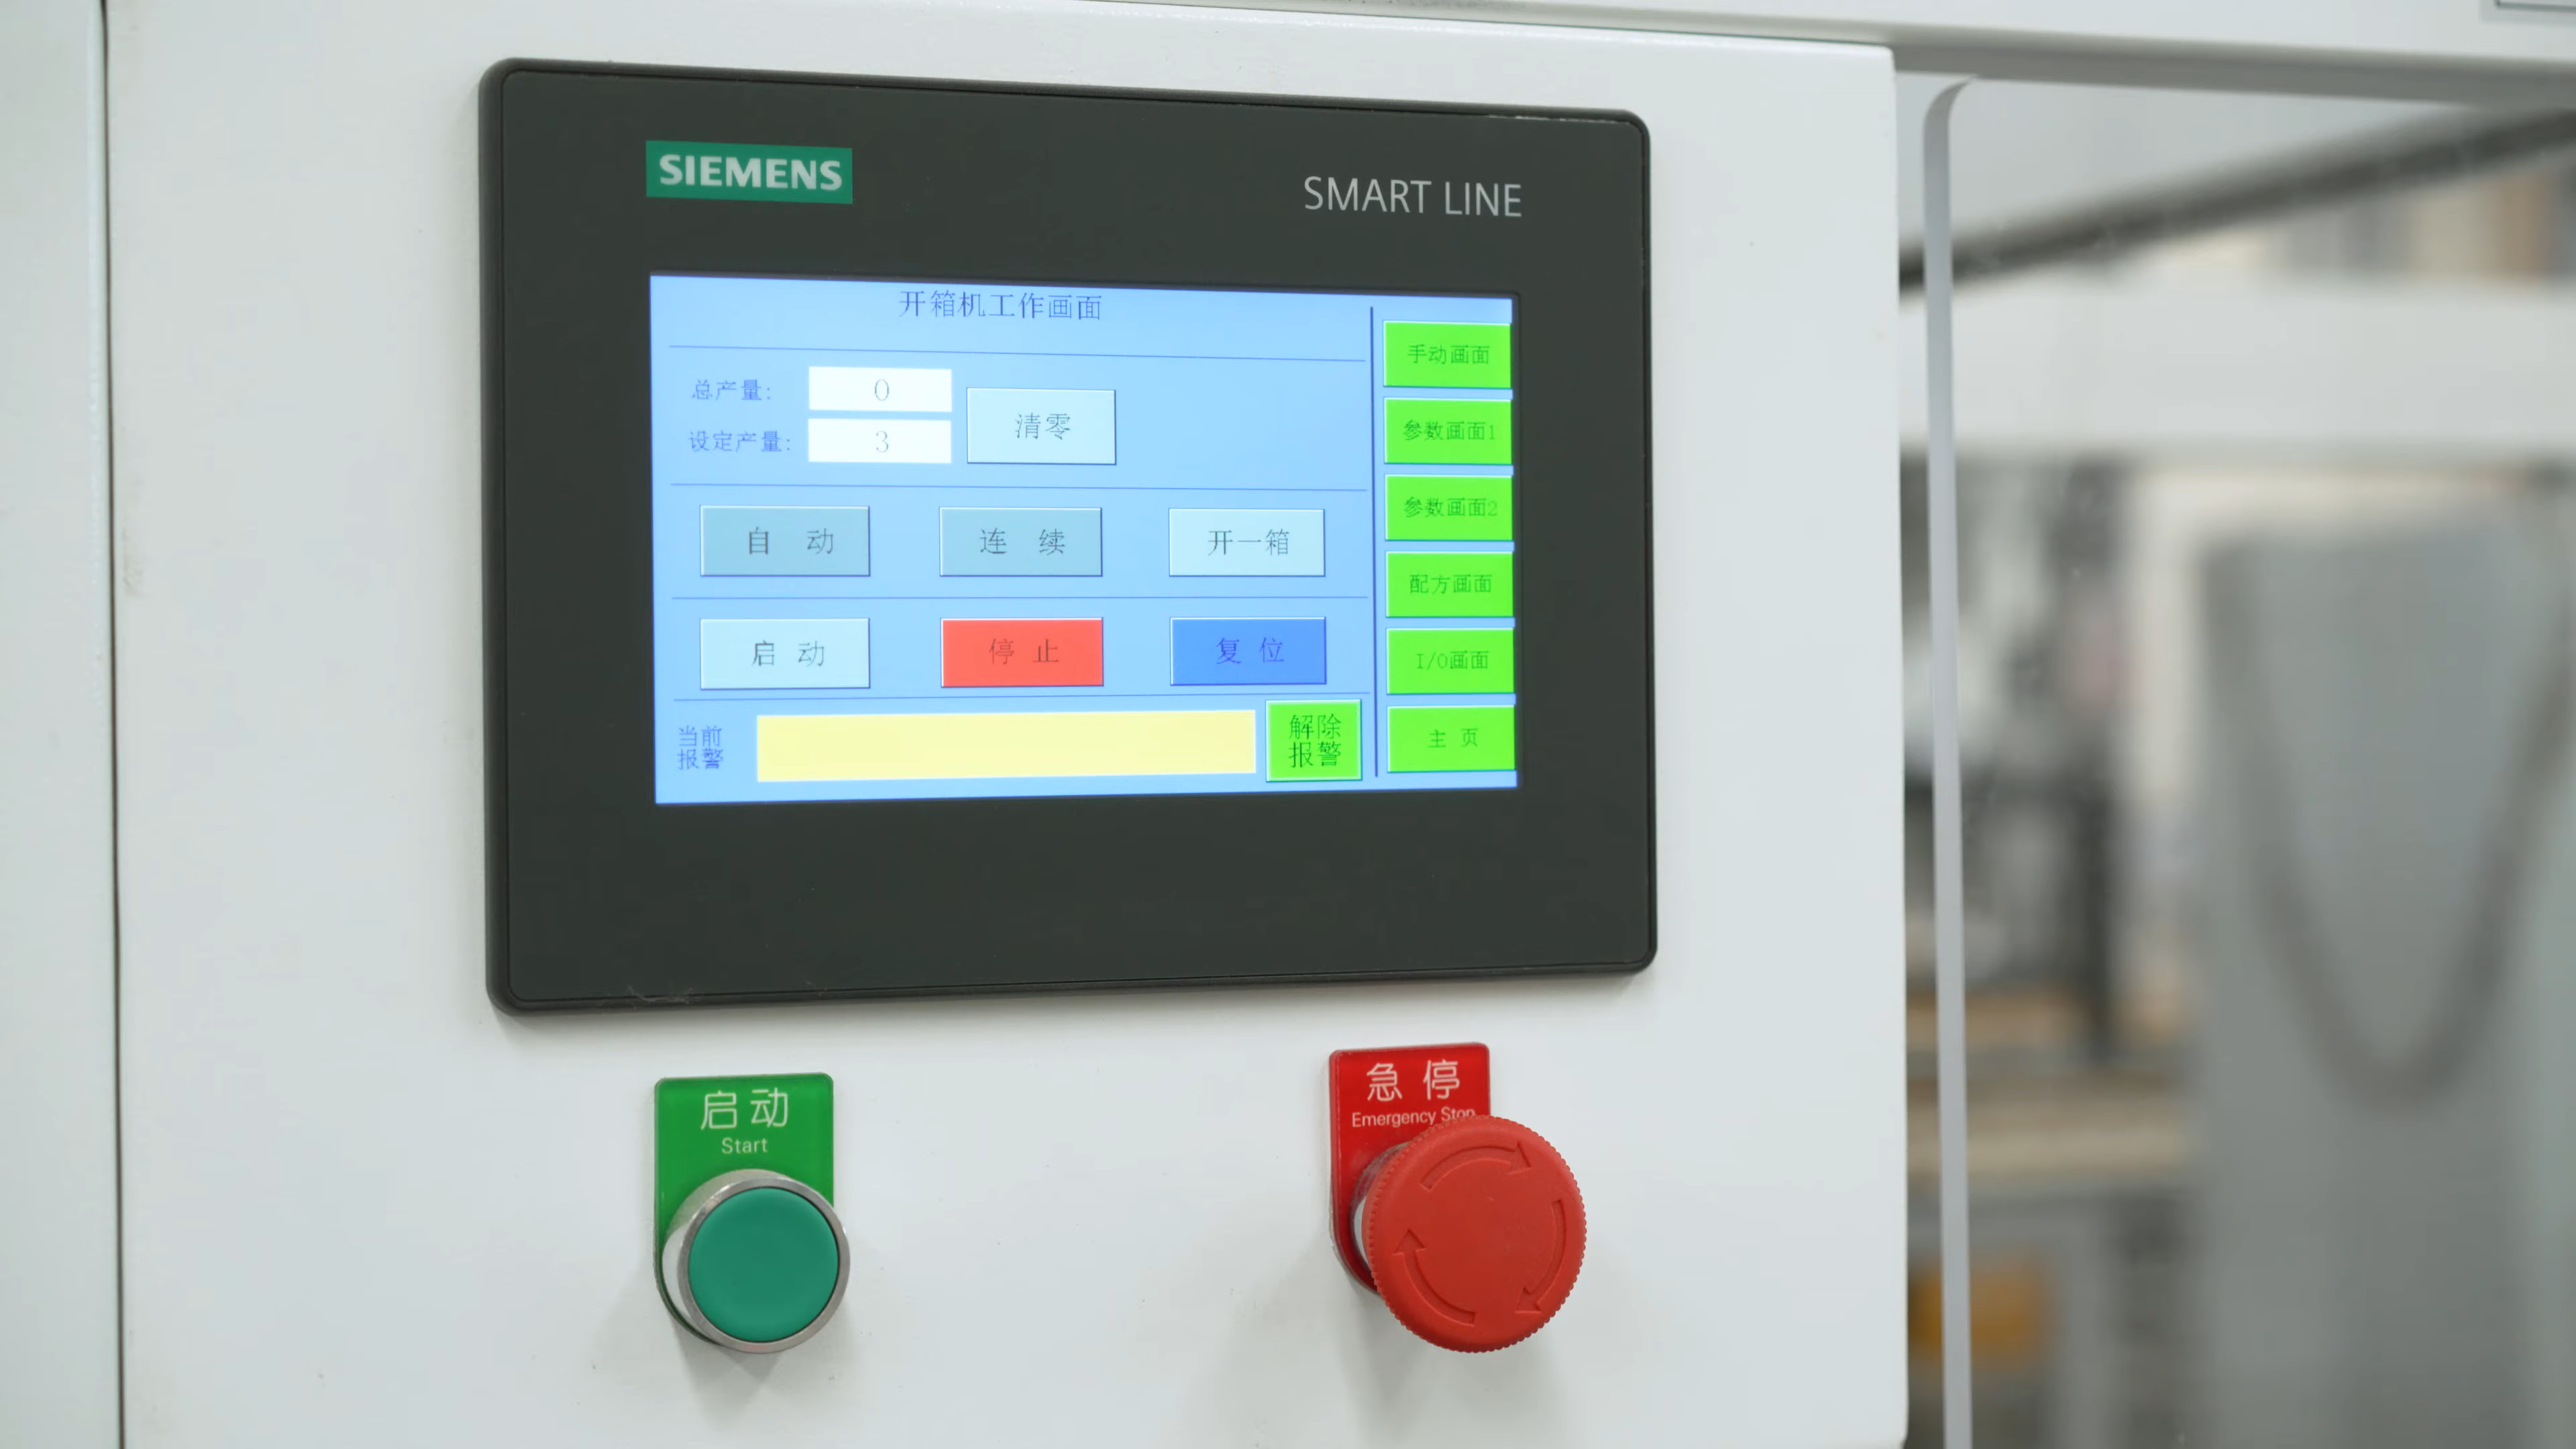 SIEMENS
SMART LINE
开箱机工作画面
总产量: 0
设定产量: 3
清零
自 动
连 续
开一箱
启 动
停 止
复 位
当前
报警
解除
报警
手动画面
参数画面1
参数画面2
配方画面
I/O画面
主 页
启动
Start
急停
Emergency Stop